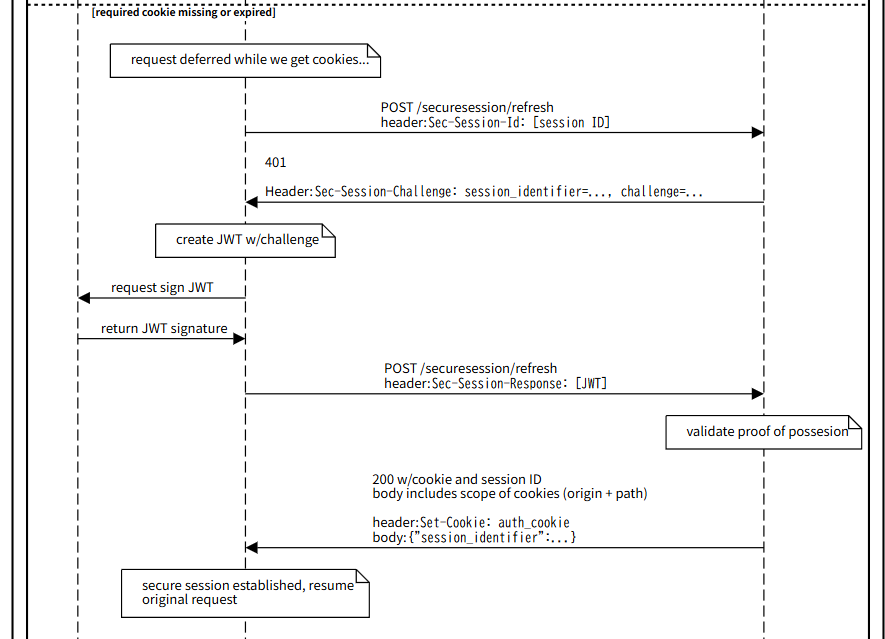 [required cookie missing or expired]
request deferred while we get cookies...
POST /securesession/refresh
header:Sec-Session-Id: [session ID]
401
Header:Sec-Session-Challenge: session_identifier=..., challenge=...
create JWT w/challenge
request sign JWT
return JWT signature
POST /securesession/refresh
header:Sec-Session-Response: [JWT]
validate proof of possesion
200 w/cookie and session ID
body includes scope of cookies (origin + path)
header:Set-Cookie: auth_cookie
body:{"session_identifier":...}
secure session established, resume
original request